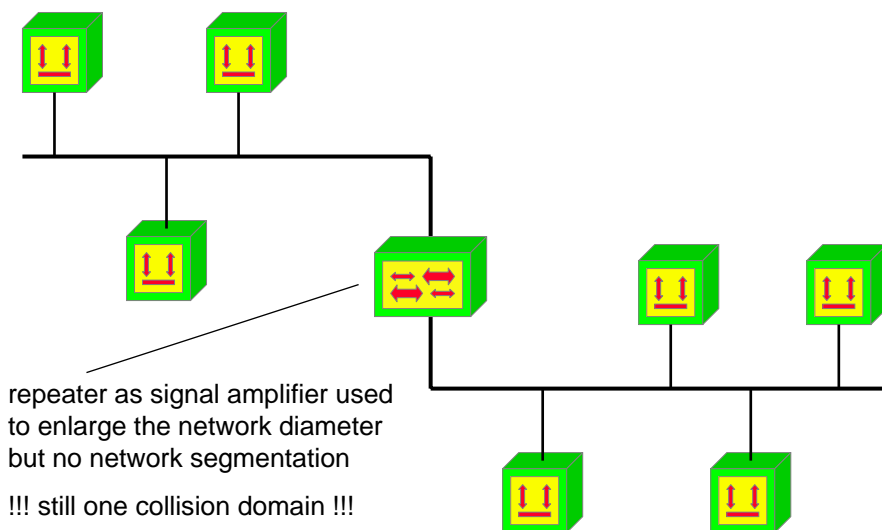 repeater as signal amplifier used
to enlarge the network diameter
but no network segmentation
!!! still one collision domain !!!